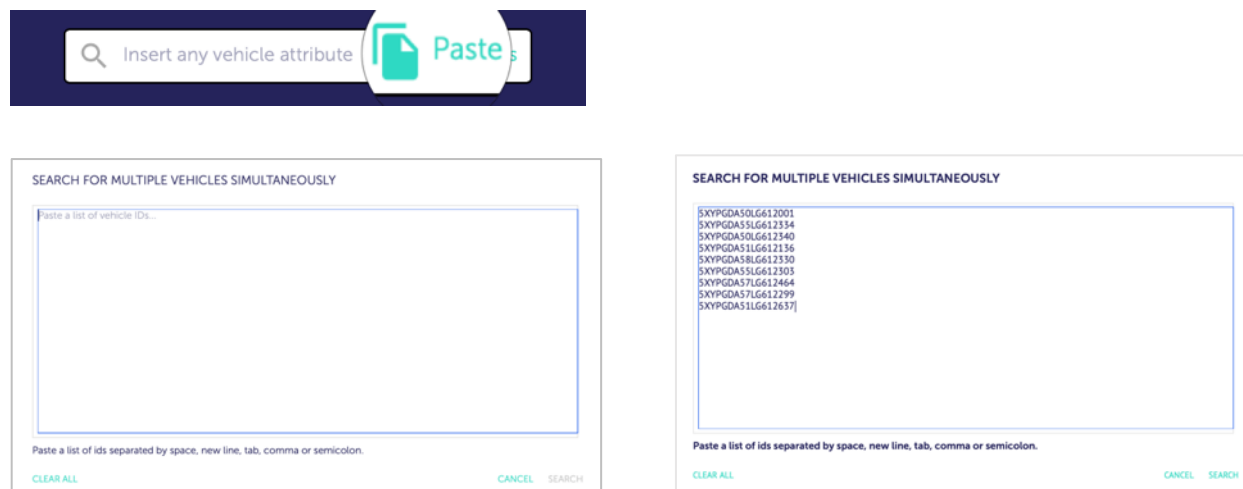 Insert any vehicle attribute Paste s
SEARCH FOR MULTIPLE VEHICLES SIMULTANEOUSLY
Paste a list of vehicle IDs...
Paste a list of ids separated by space, new line, tab, comma or semicolon.
CLEAR ALL CANCEL SEARCH
SEARCH FOR MULTIPLE VEHICLES SIMULTANEOUSLY
5XYPGDA50LG612001
5XYPGDA55LG612334
5XYPGDA50LG612340
5XYPGDA51LG612136
5XYPGDA58LG612330
5XYPGDA55LG612303
5XYPGDA57LG612464
5XYPGDA57LG612299
5XYPGDA51LG612637
Paste a list of ids separated by space, new line, tab, comma or semicolon.
CLEAR ALL CANCEL SEARCH